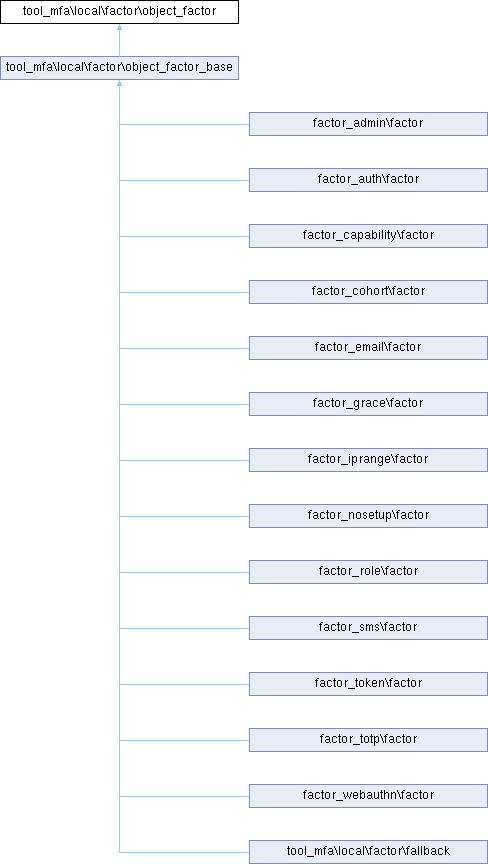 tool_mfa\local\factor\object_factor
tool_mfa\local\factor\object_factor_base
factor_admin\factor
factor_auth\factor
factor_capability\factor
factor_cohort\factor
factor_email\factor
factor_grace\factor
factor_iprange\factor
factor_nosetup\factor
factor_role\factor
factor_sms\factor
factor_token\factor
factor_totp\factor
factor_webauthn\factor
tool_mfa\local\factor\fallback